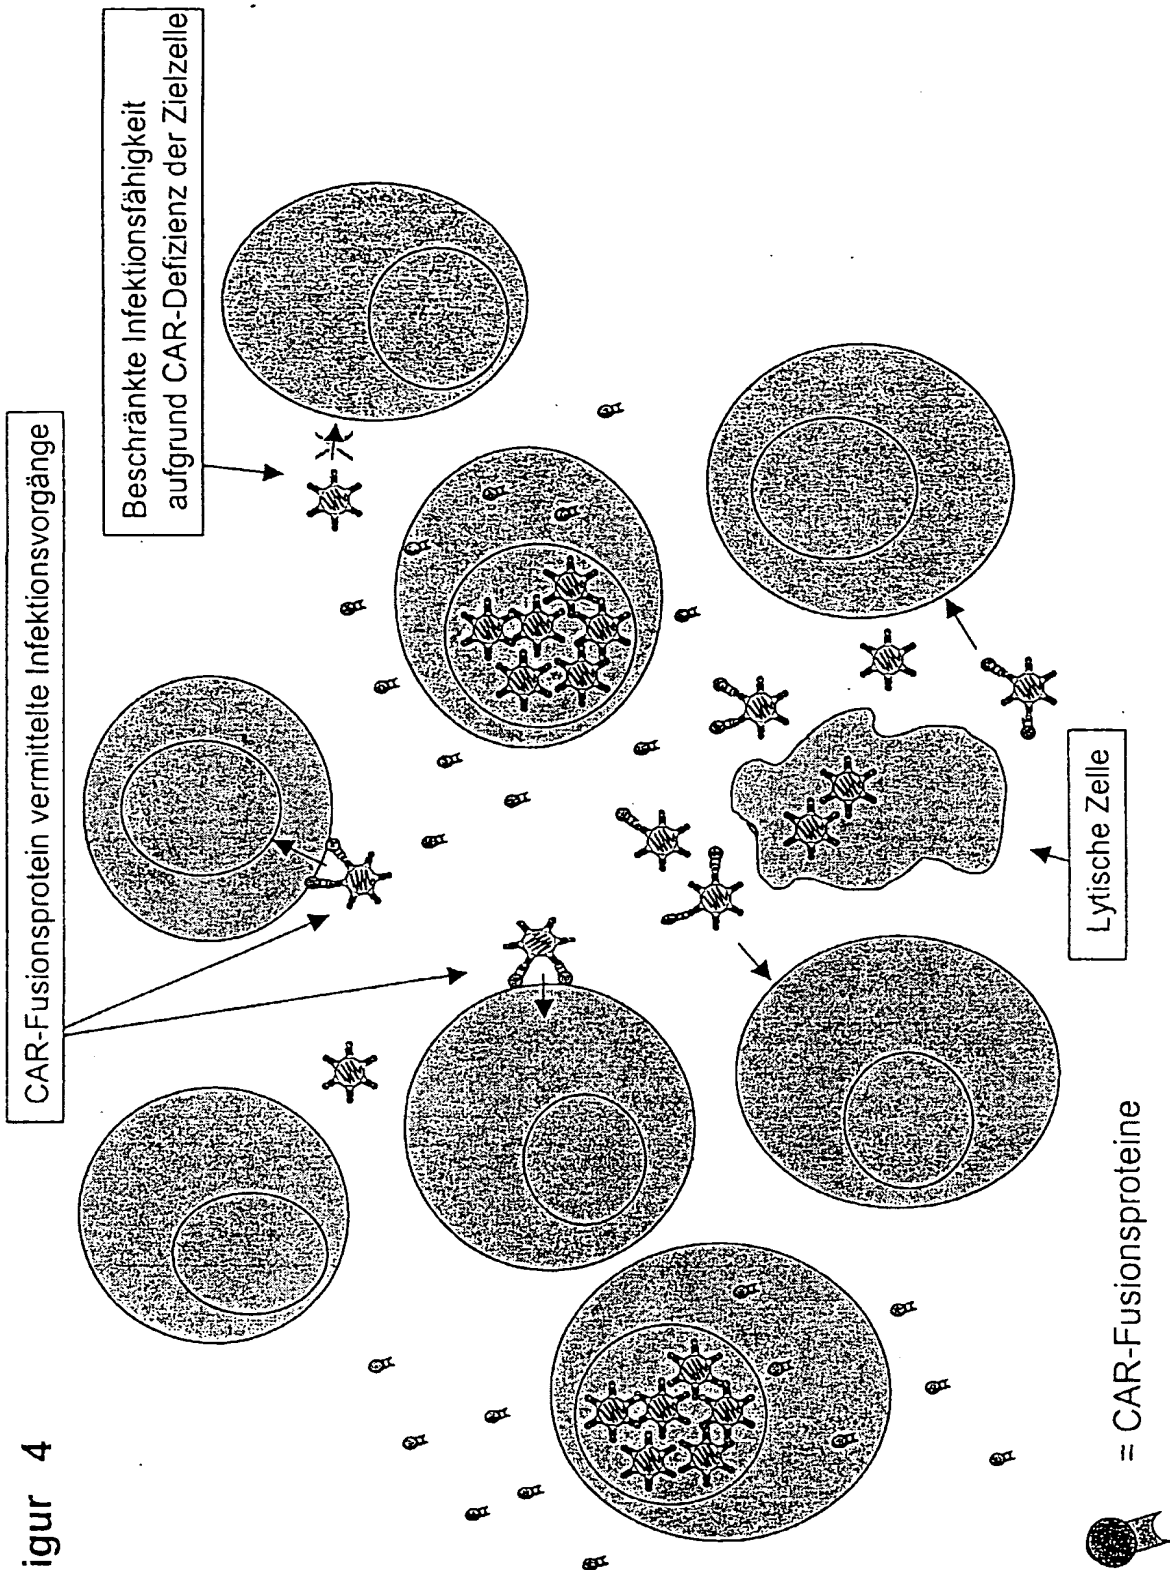 igur 4
CAR-Fusionsprotein vermittelte Infektionsvorgänge
Beschränkte Infektionsfähigkeit
aufgrund CAR-Defizienz der Zielzelle
Lytische Zelle
= CAR-Fusionsproteine